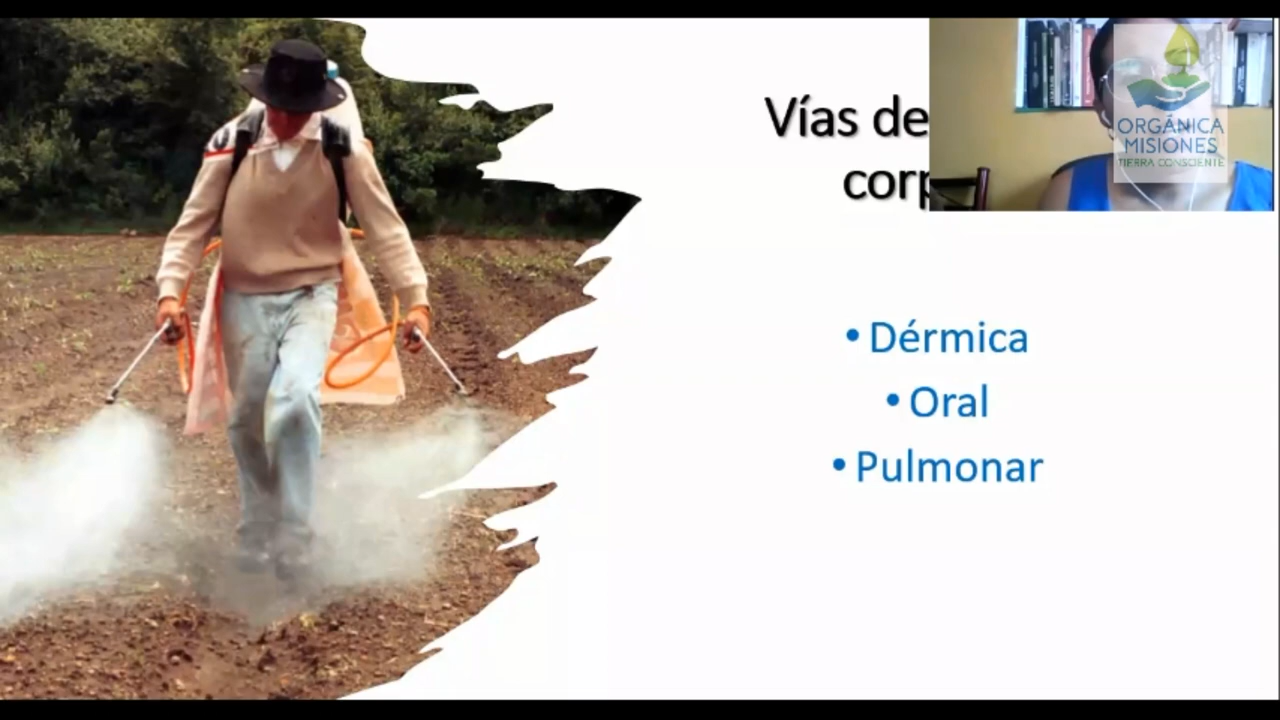 Vías de
corp
• Dérmica
• Oral
• Pulmonar
ORGÁNICA
MISIONES
TIERRA CONSCIENTE